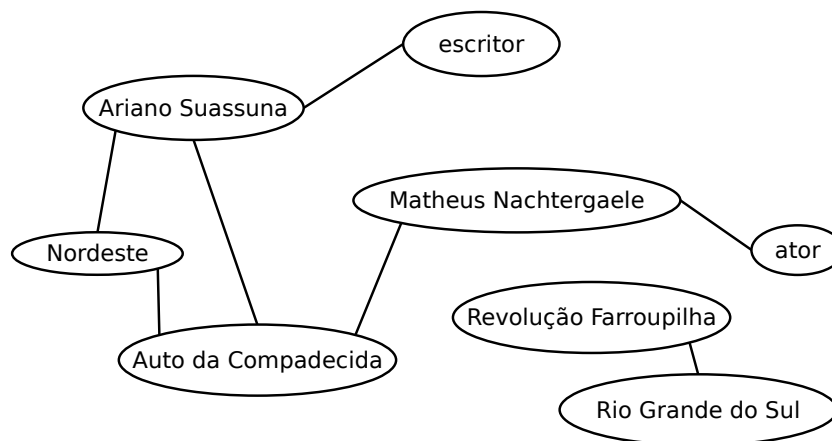 escritor
Ariano Suassuna
Matheus Nachtergaele
Nordeste
ator
Revolução Farroupilha
Auto da Compadecida
Rio Grande do Sul